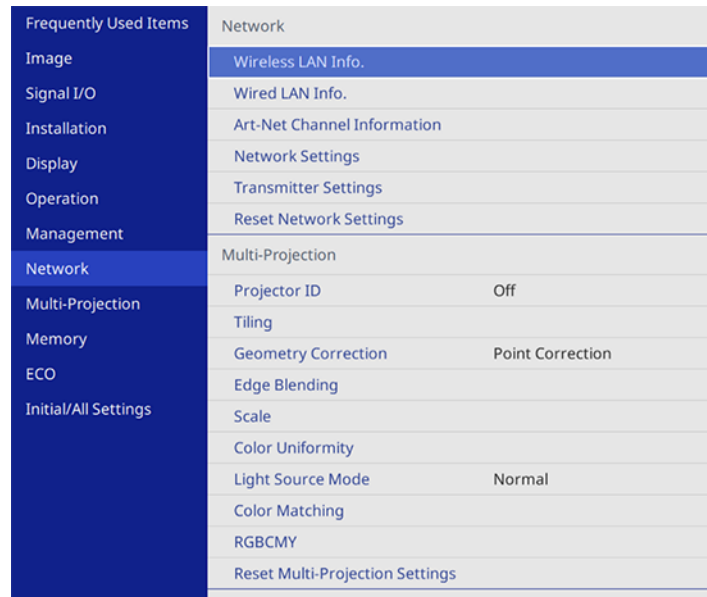 Frequently Used Items
Image
Signal I/O
Installation
Display
Operation
Management
Network
Multi-Projection
Memory
ECO
Initial/All Settings
Network
Wireless LAN Info.
Wired LAN Info.
Art-Net Channel Information
Network Settings
Transmitter Settings
Reset Network Settings
Multi-Projection
Projector ID Off
Tiling
Geometry Correction Point Correction
Edge Blending
Scale
Color Uniformity
Light Source Mode Normal
Color Matching
RGBCMY
Reset Multi-Projection Settings